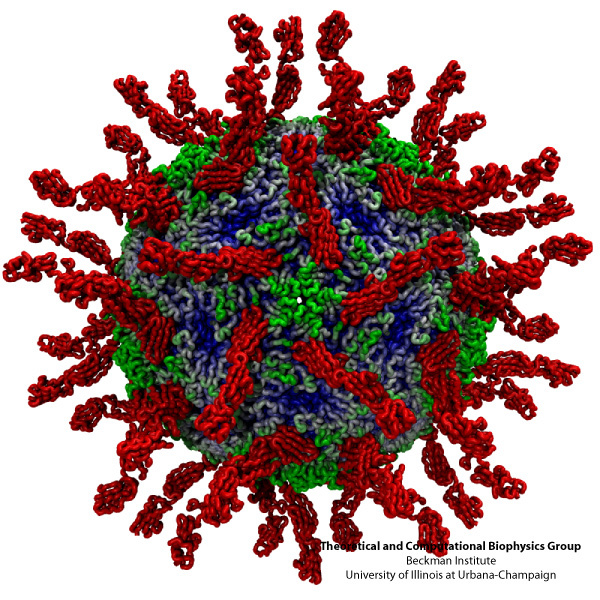 Theoretical and Computational Biophysics Group
Beckman Institute
University of Illinois at Urbana-Champaign